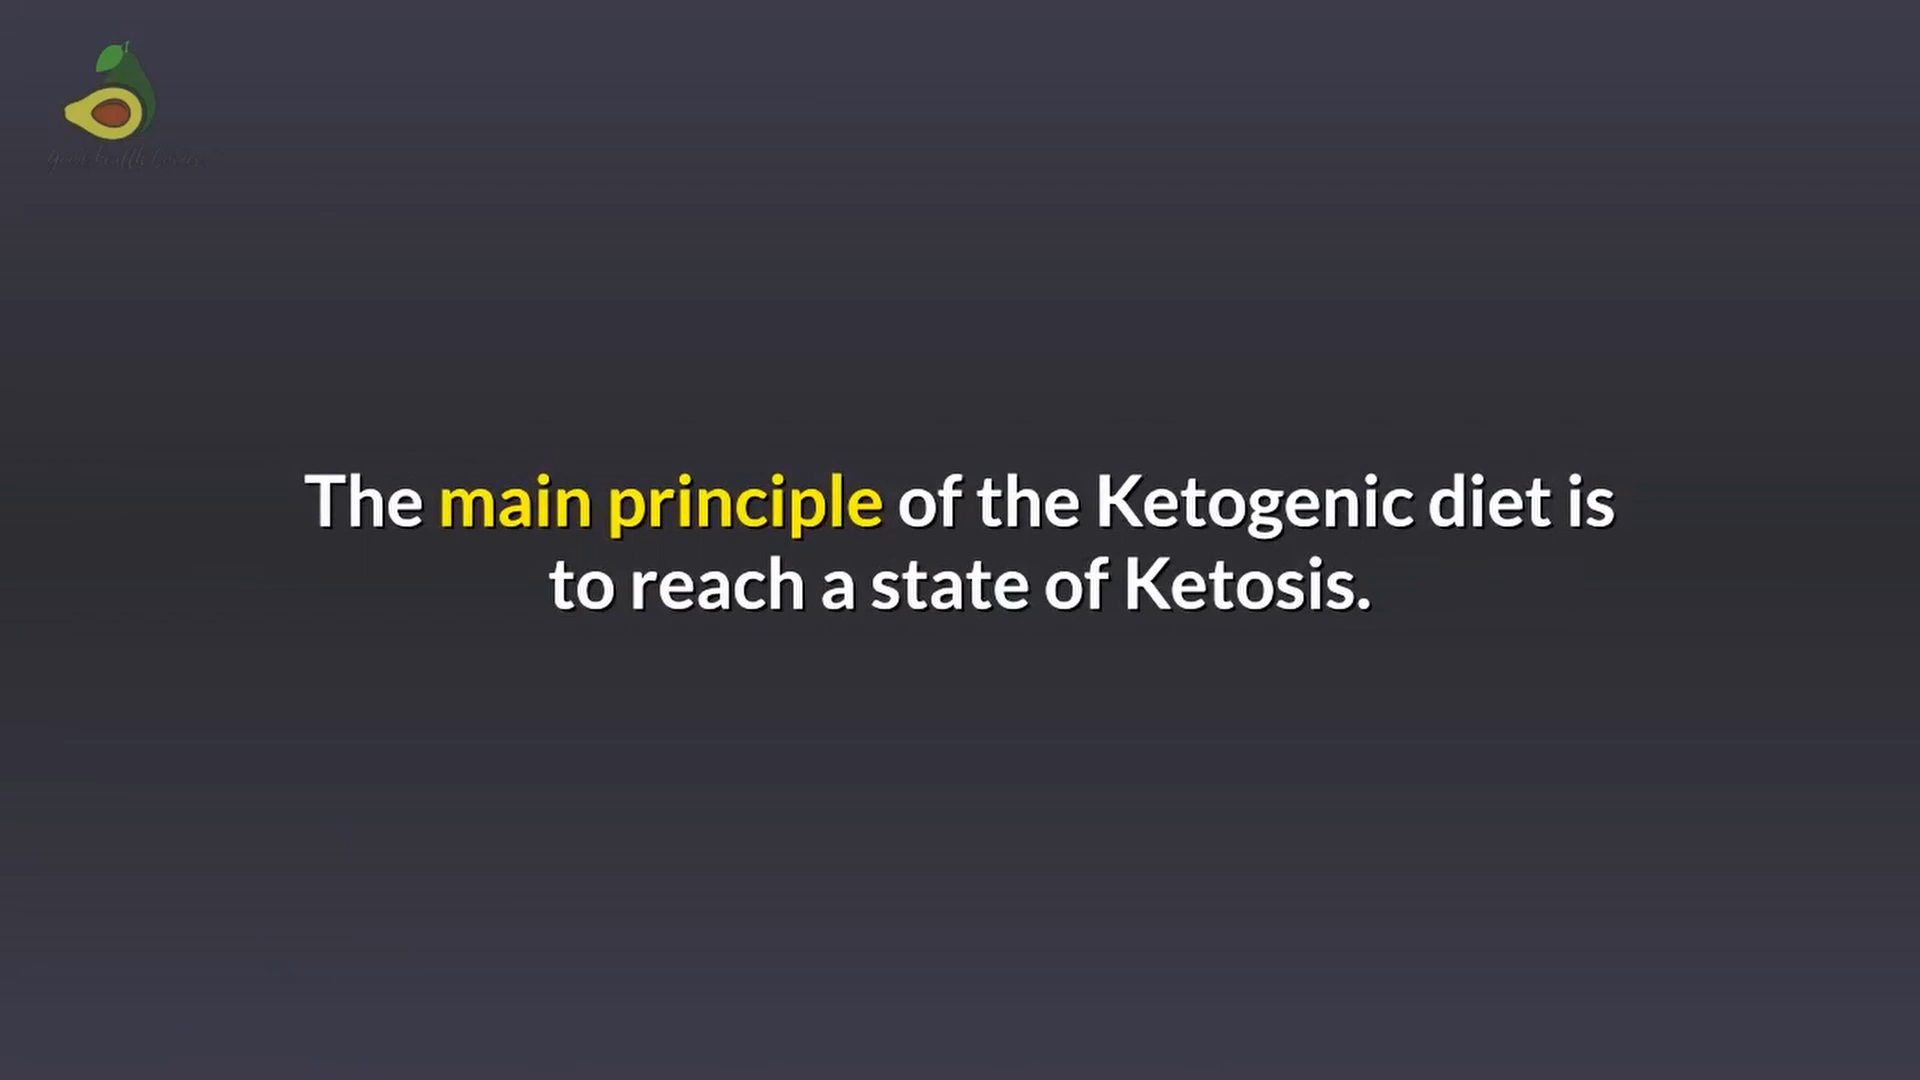 The main principle of the Ketogenic diet is
to reach a state of Ketosis.